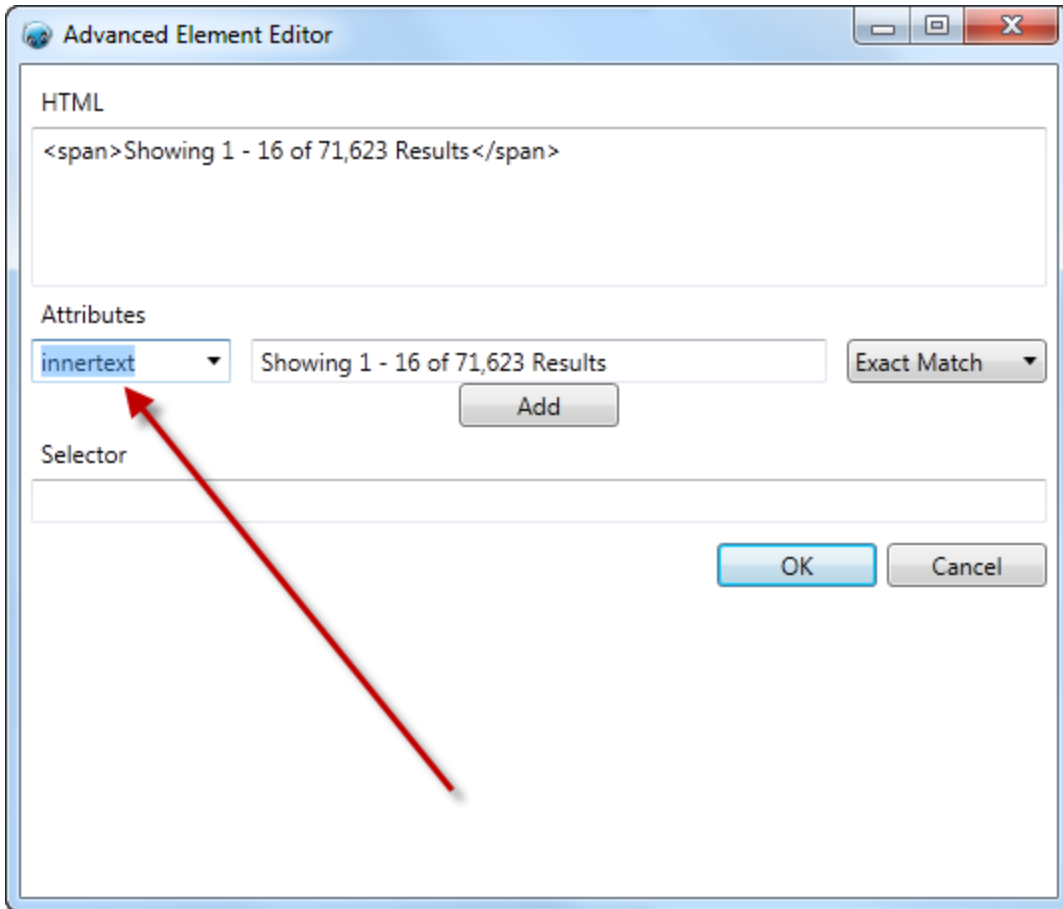 Advanced Element Editor
HTML
<span>Showing 1 - 16 of 71,623 Results</span>
Attributes
innertext Showing 1 - 16 of 71,623 Results Exact Match
Add
Selector
OK Cancel